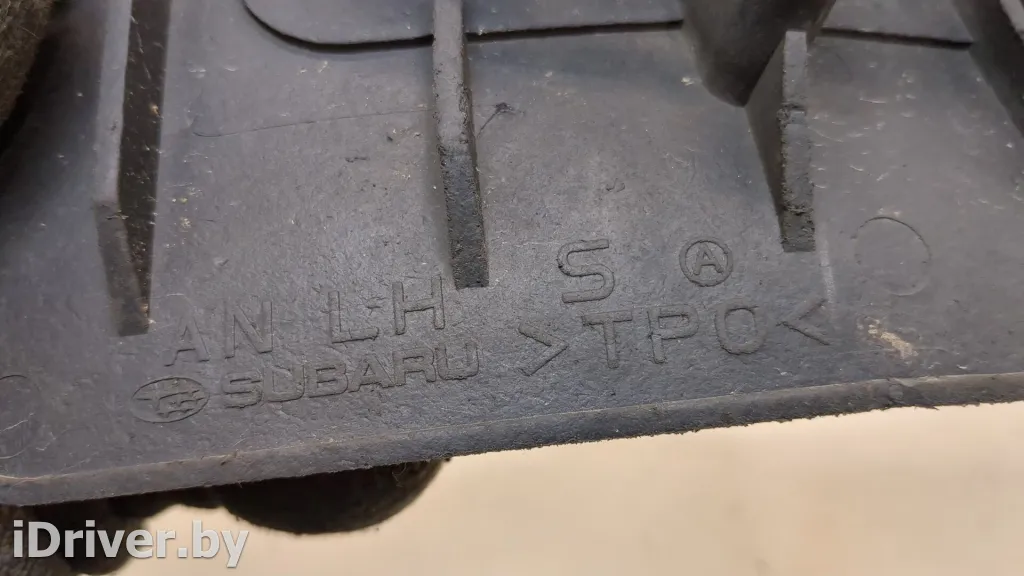 AN LH S A
SUBARU >TPO<
iDriver.by